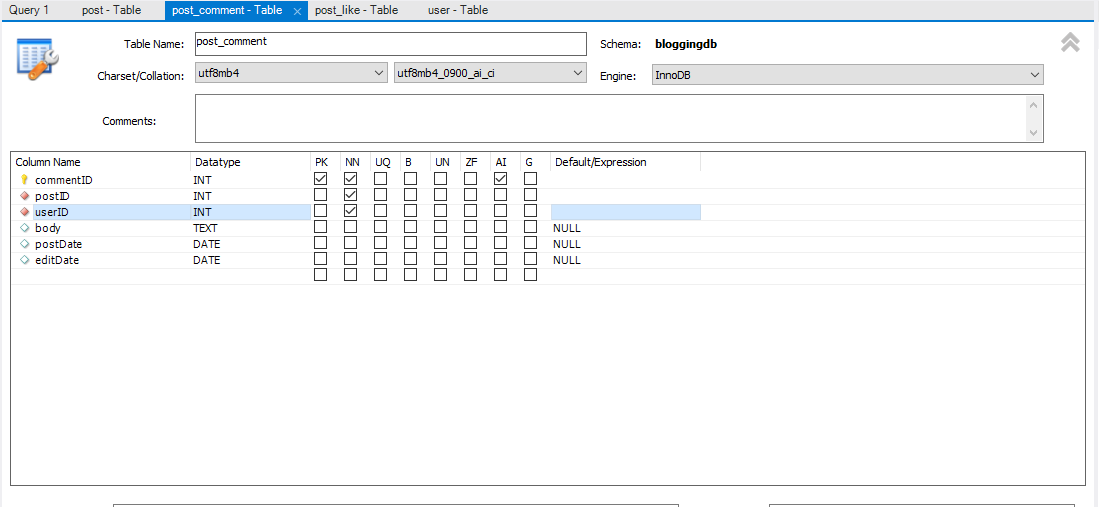 Query 1 post - Table post_comment - Table × post_like - Table user - Table
Table Name: post_comment Schema: bloggingdb
Charset/Collation: utf8mb4 utf8mb4_0900_ai_ci Engine: InnoDB
Comments:
Column Name Datatype PK NN UQ B UN ZF AI G Default/Expression
commentID INT
postID INT
userID INT
body TEXT NULL
postDate DATE NULL
editDate DATE NULL